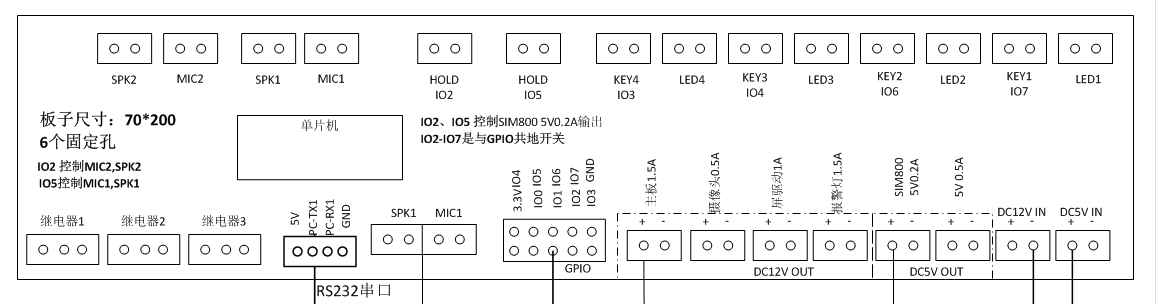 SPK2
MIC2
SPK1
MIC1
HOLD
IO2
HOLD
IO5
KEY4
IO3
LED4
KEY3
IO4
LED3
KEY2
IO6
LED2
KEY1
IO7
LED1
板子尺寸：70*200
6个固定孔
IO2 控制MIC2,SPK2
IO5控制MIC1,SPK1
单片机
IO2、IO5 控制SIM800 5V0.2A输出
IO2-IO7是与GPIO共地开关
继电器1
继电器2
继电器3
5V
PC-TX1
PC-RX1
GND
RS232串口
SPK1
MIC1
3.3VIO4
IO0 IO5
IO1 IO6
IO2 IO7
IO3 GND
GPIO
主板1.5A
摄像头0.5A
屏驱动1A
报警灯1.5A
SIM800
5V0.2A
5V 0.5A
DC12V IN
DC5V IN
+ -
+ -
+ -
+ -
+ -
+ -
+ -
+ -
DC12V OUT
DC5V OUT